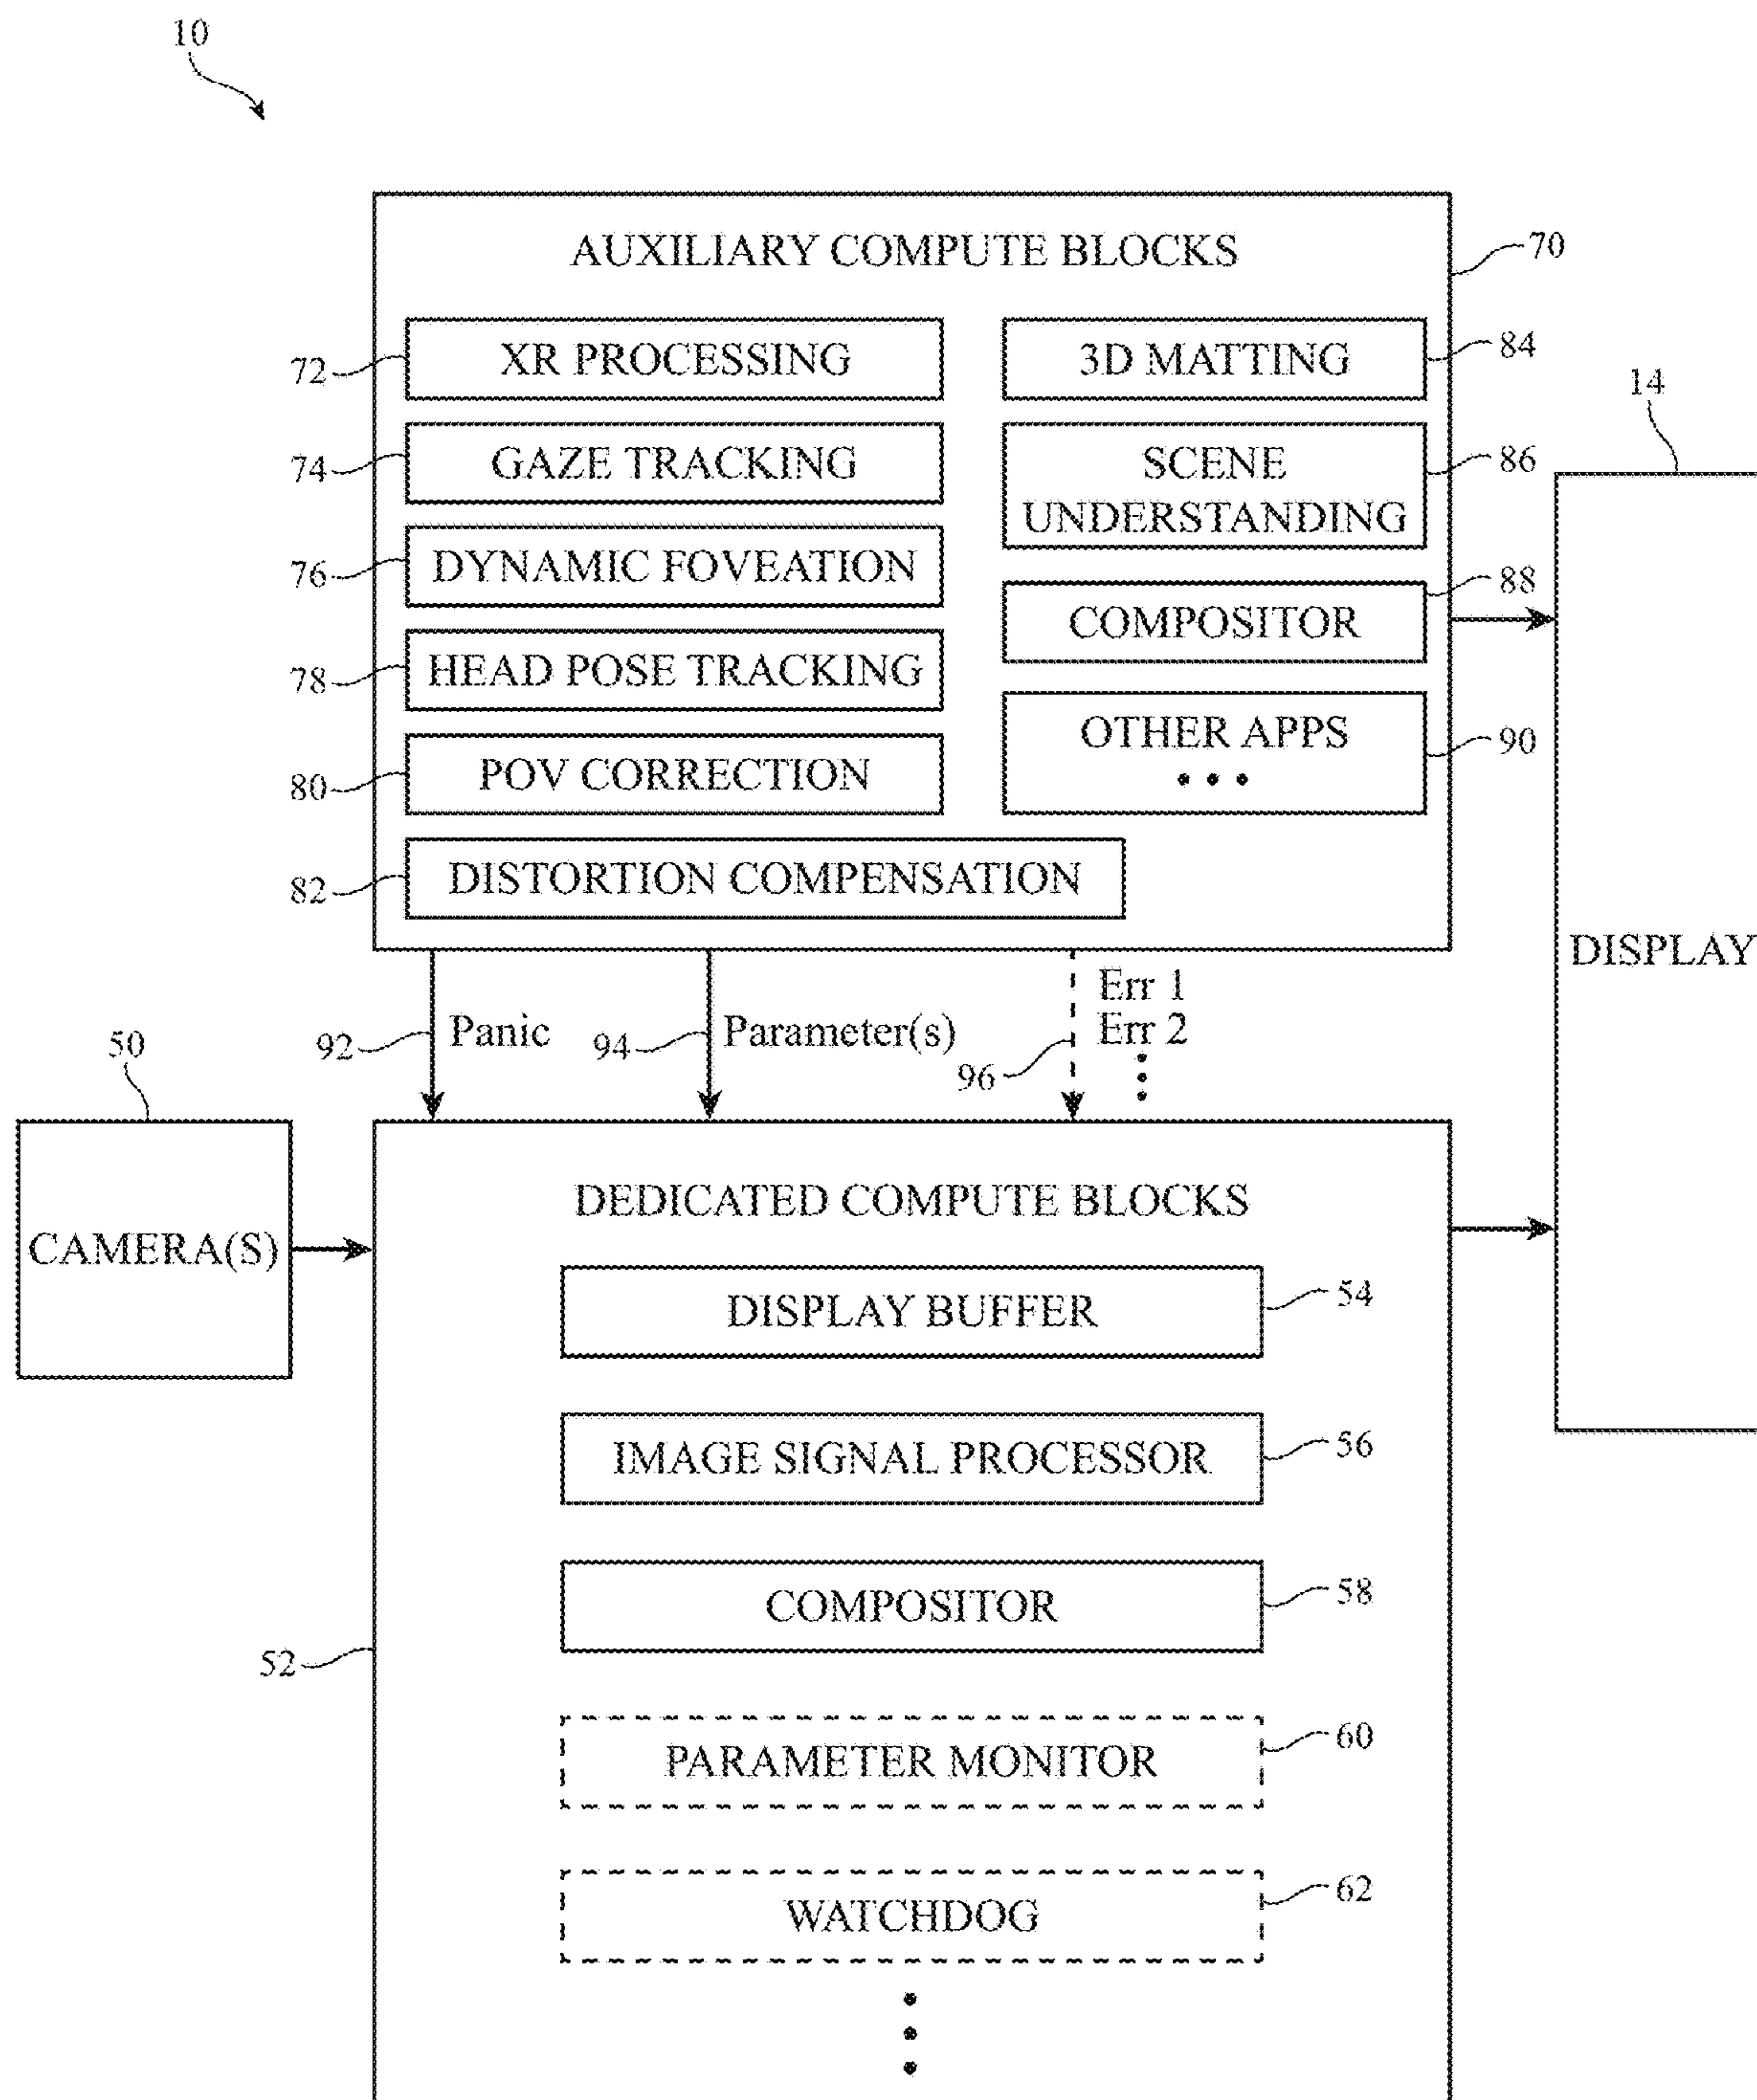 10
AUXILIARY COMPUTE BLOCKS
70
72
XR PROCESSING
74
GAZE TRACKING
76
DYNAMIC FOVEATION
78
HEAD POSE TRACKING
80
POV CORRECTION
82
DISTORTION COMPENSATION
3D MATTING
84
SCENE
UNDERSTANDING
86
COMPOSITOR
88
OTHER APPS
• • •
90
14
DISPLAY
92
Panic
94
Parameter(s)
96
Err 1
Err 2
50
CAMERA(S)
52
DEDICATED COMPUTE BLOCKS
DISPLAY BUFFER
54
IMAGE SIGNAL PROCESSOR
56
COMPOSITOR
58
PARAMETER MONITOR
60
WATCHDOG
62